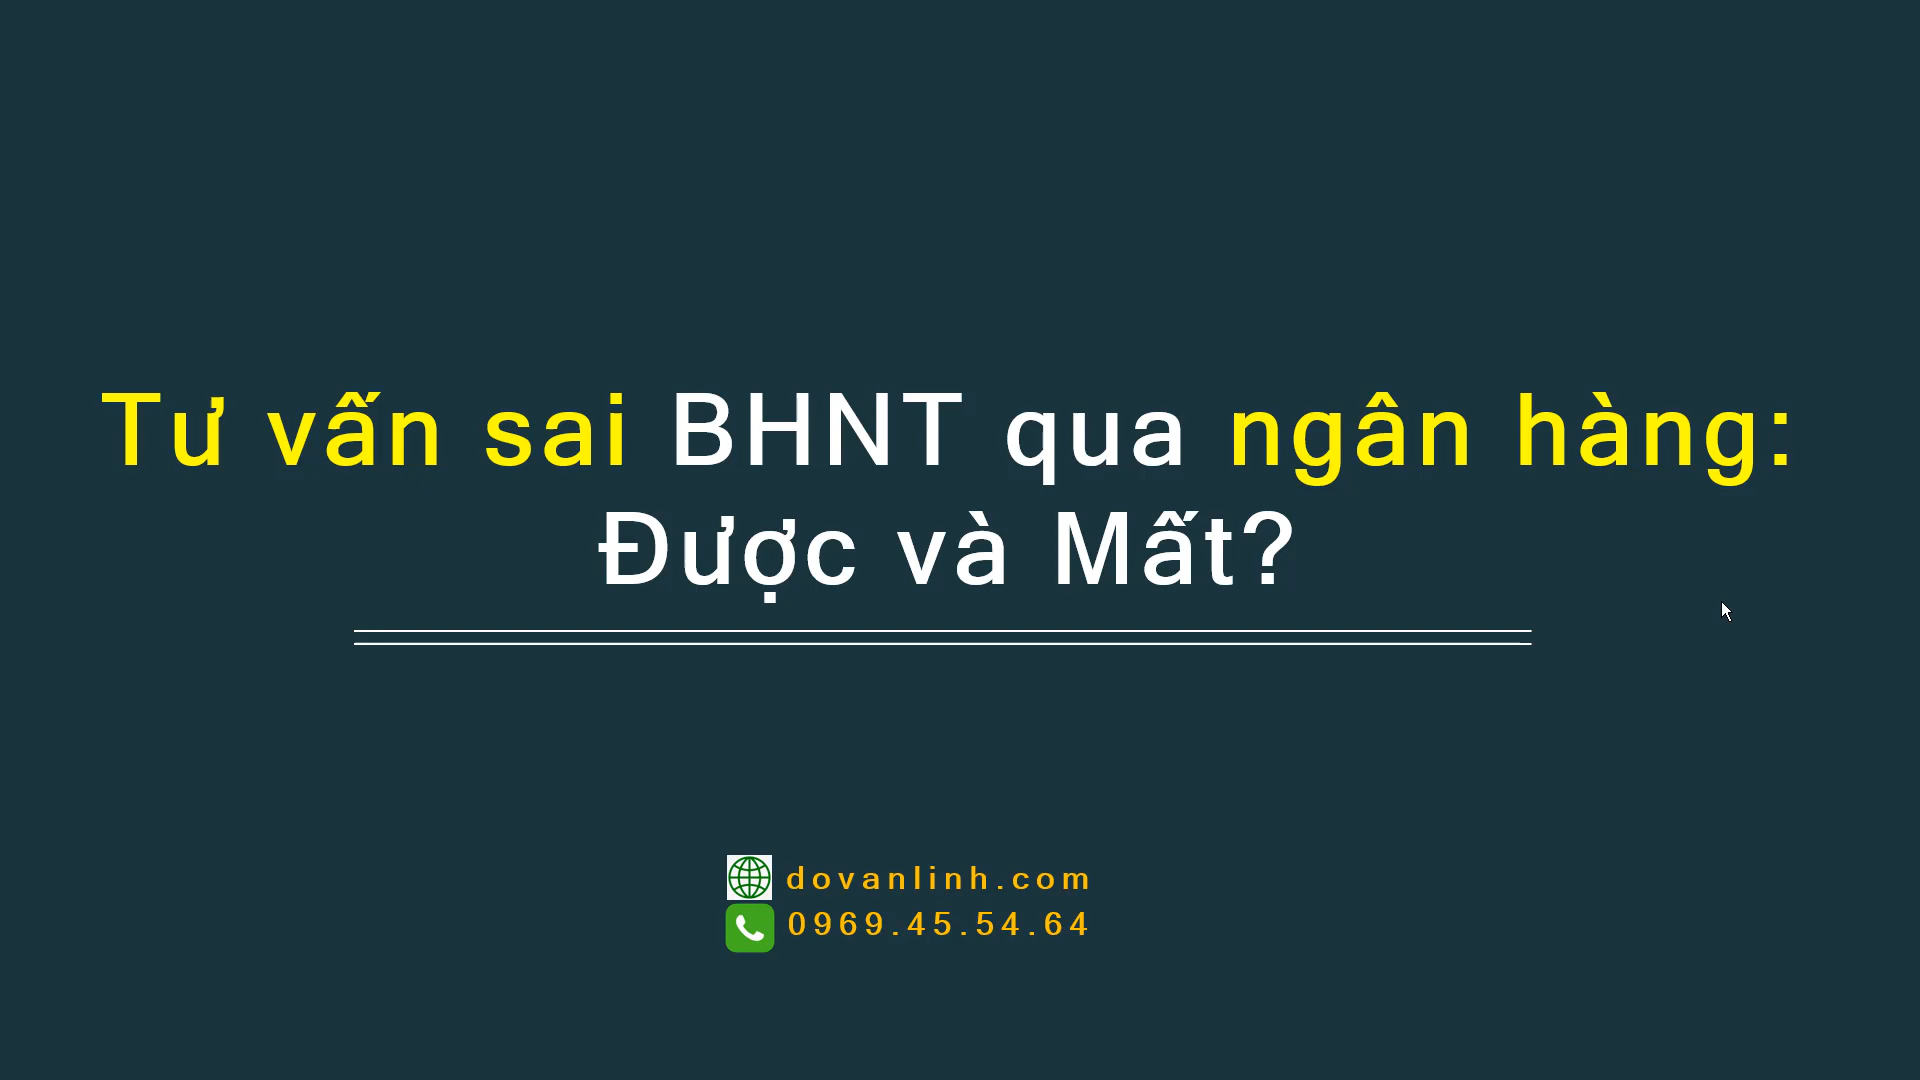 Tư vấn sai BHNT qua ngân hàng:
Được và Mất?
dovanlinh.com
0969.45.54.64